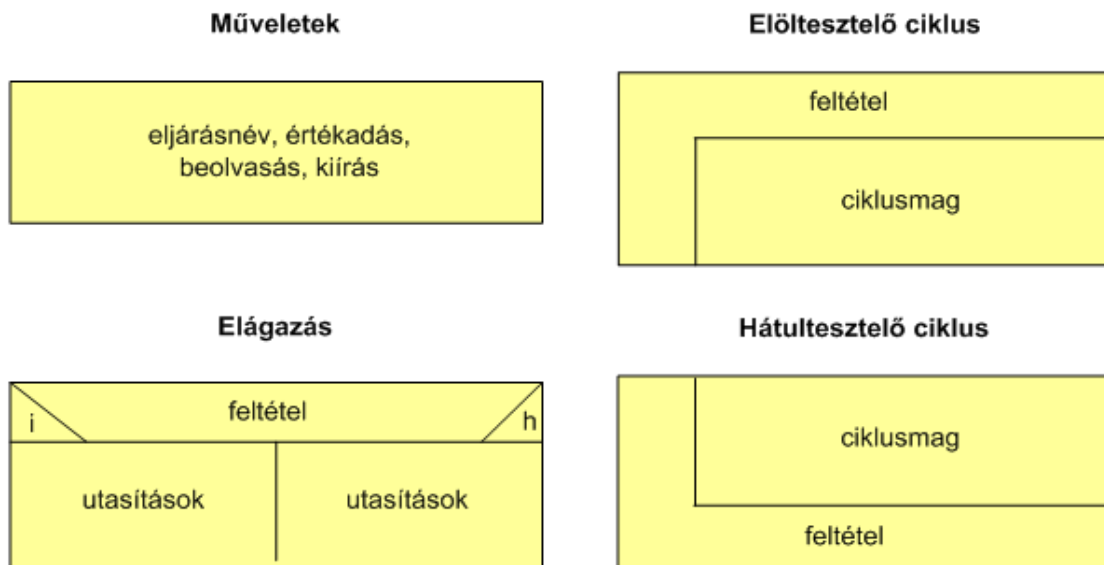 Műveletek
eljárásnév, értékadás,
beolvasás, kiírás
Elöltesztelő ciklus
feltétel
ciklusmag
Elágazás
i
feltétel
h
utasítások
utasítások
Hátultesztelő ciklus
ciklusmag
feltétel